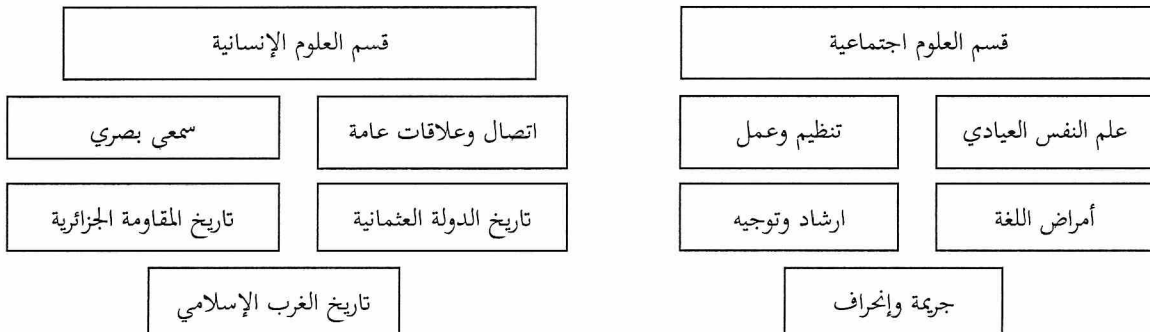 قسم العلوم اجتماعية
قسم العلوم الإنسانية
علم النفس العيادي
تنظيم وعمل
اتصال وعلاقات عامة
سمعي بصري
أمراض اللغة
ارشاد وتوجيه
تاريخ الدولة العثمانية
تاريخ المقاومة الجزائرية
جريمة وإنحراف
تاريخ الغرب الإسلامي